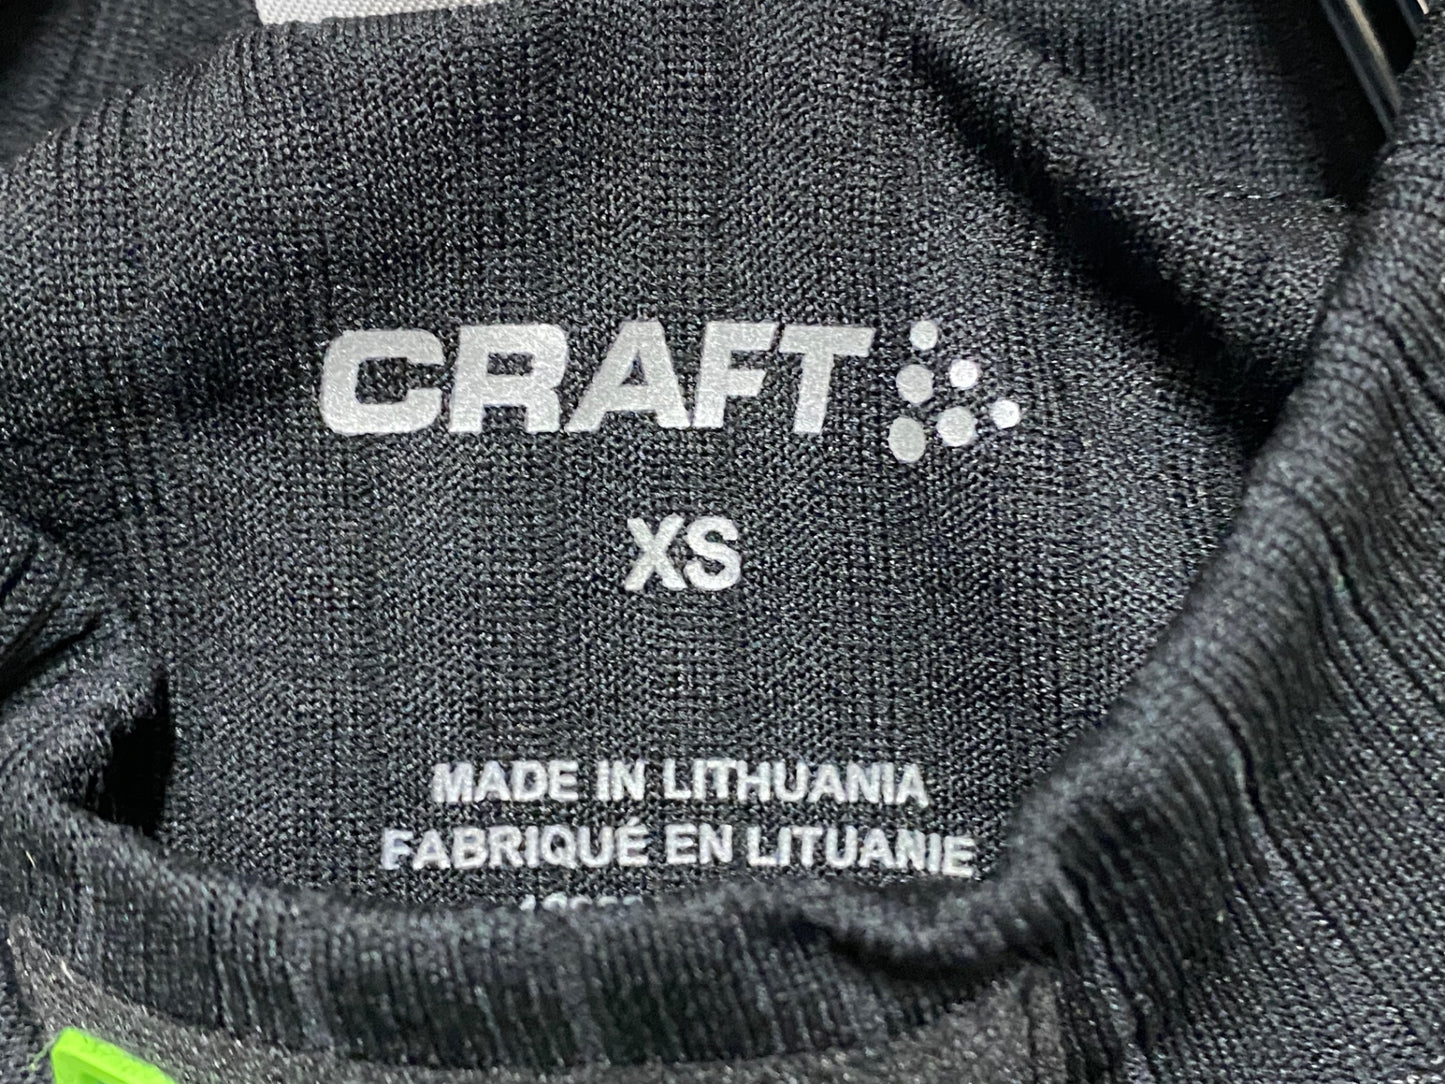 CRAFT
XS
MADE IN LITHUANIA
FABRIQUÉ EN LITUANIE